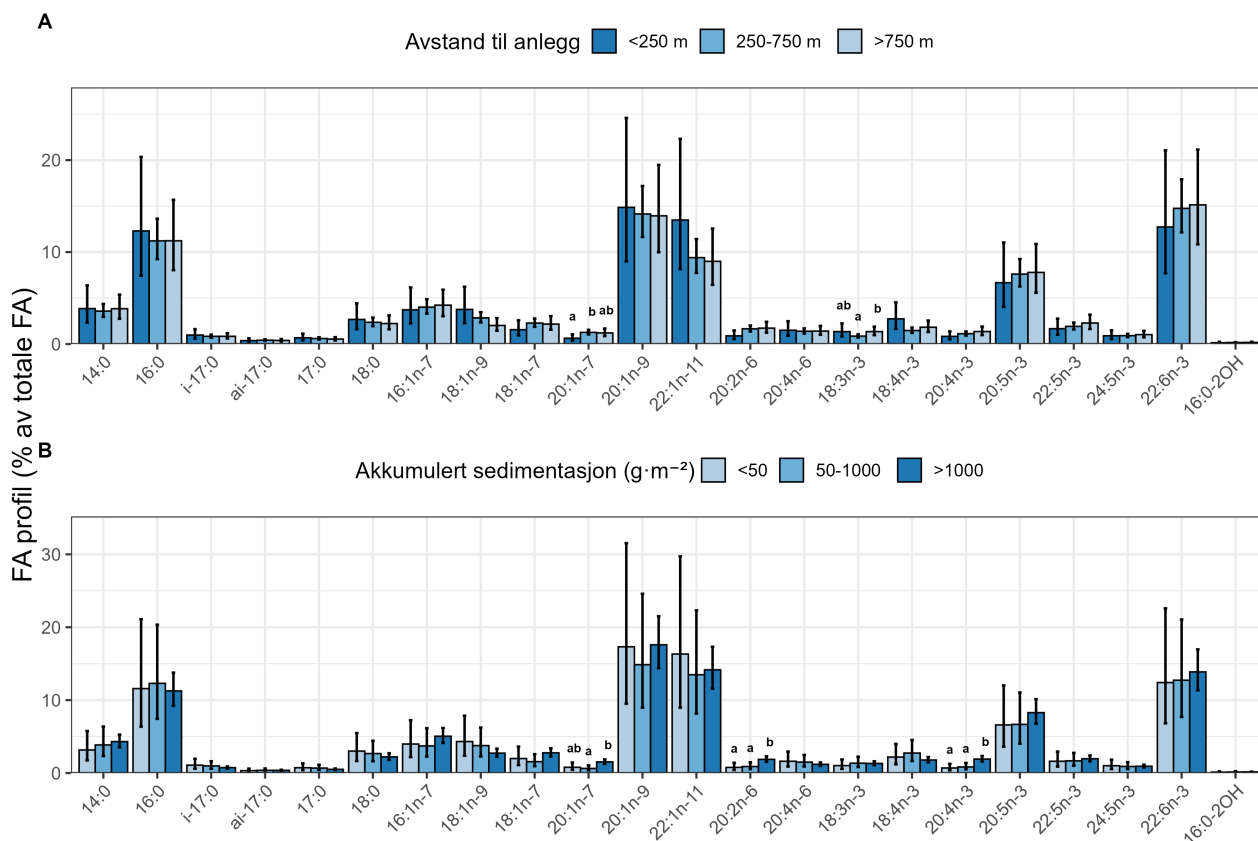 A
Avstand til anlegg <250 m 250-750 m >750 m
FA profil (% av totale FA)
20
10
0
a b ab ab a b
14:0 16:0 i-17:0 ai-17:0 17:0 18:0 16:1n-7 18:1n-9 18:1n-7 20:1n-7 20:1n-9 22:1n-11 20:2n-6 20:4n-6 18:3n-3 18:4n-3 20:4n-3 20:5n-3 22:5n-3 24:5n-3 22:6n-3 16:0-2OH
B
Akkumulert sedimentasjon (g·m⁻²) <50 50-1000 >1000
30
20
10
0
ab a b a a b a a b
14:0 16:0 i-17:0 ai-17:0 17:0 18:0 16:1n-7 18:1n-9 18:1n-7 20:1n-7 20:1n-9 22:1n-11 20:2n-6 20:4n-6 18:3n-3 18:4n-3 20:4n-3 20:5n-3 22:5n-3 24:5n-3 22:6n-3 16:0-2OH